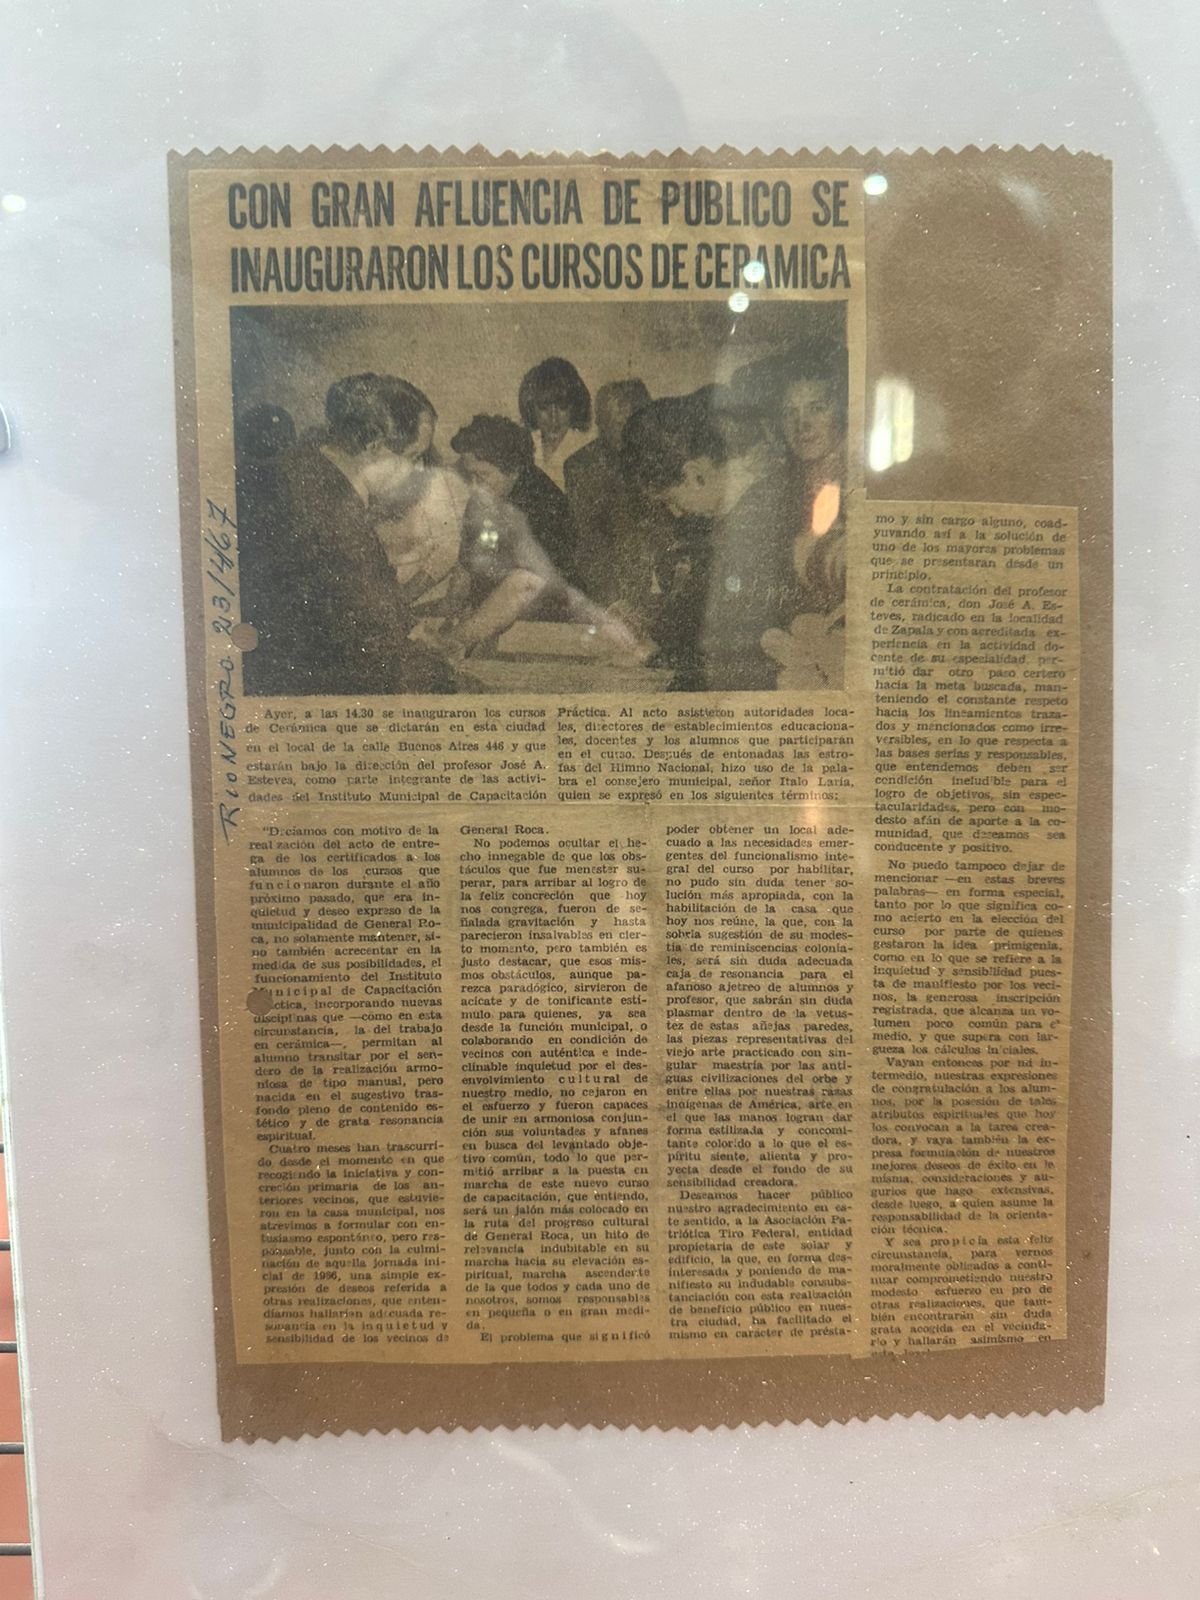 CON GRAN AFLUENCIA DE PUBLICO SE
INAUGURARON LOS CURSOS DE CERAMICA
RIO NEGRO 23/4/67
Ayer, a las 14.30 se inauguraron los cursos
de Cerámica que se dictarán en esta ciudad
en el local de la calle Buenos Aires 446 y que
estarán bajo la dirección del profesor José A.
Esteves, como parte integrante de las activi-
dades del Instituto Municipal de Capacitación
Práctica. Al acto asistieron autoridades loca-
les, directores de establecimientos educaciona-
les, docentes y los alumnos que participarán
en el curso. Después de entonadas las estro-
fas del Himno Nacional, hizo uso de la pala-
bra el consejero municipal, señor Italo Laria,
quien se expresó en los siguientes términos:
"Decíamos con motivo de la
realización del acto de entre-
ga de los certificados a los
alumnos de los cursos que
funcionaron durante el año
próximo pasado, que era in-
quietud y deseo expreso de la
municipalidad de General Ro-
ca, no solamente mantener, si-
no también acrecentar en la
medida de sus posibilidades, el
funcionamiento del Instituto
Municipal de Capacitación
ctica, incorporando nuevas
disciplinas que —como en esta
circunstancia, la del trabajo
en cerámica—, permitan al
alumno transitar por el sen-
dero de la realización armo-
niosa de tipo manual, pero
nacida en el sugestivo tras-
fondo pleno de contenido es-
tético y de grata resonancia
espiritual.
Cuatro meses han trascurri-
do desde el momento en que
recogiendo la iniciativa y con-
creción primaria de los an-
teriores vecinos, que estuvie-
ron en la casa municipal, nos
atrevimos a formular con en-
tusiasmo espontáneo, pero res-
ponsable, junto con la culmi-
nación de aquella jornada ini-
cial de 1966, una simple ex-
presión de deseos referida a
otras realizaciones, que enten-
díamos hallarían adecuada re-
sonancia en la inquietud y
sensibilidad de los vecinos de
General Roca.
No podemos ocultar el he-
cho innegable de que los obs-
táculos que fue menester su-
perar, para arribar al logro de
la feliz concreción que hoy
nos congrega, fueron de se-
ñalada gravitación y hasta
parecieron insalvables en cier-
to momento, pero también es
justo destacar, que esos mis-
mos obstáculos, aunque pa-
rezca paradógico, sirvieron de
acicate y de tonificante estí-
mulo para quienes, ya sea
desde la función municipal, o
colaborando en condición de
vecinos con auténtica e inde-
clinable inquietud por el des-
envolvimiento cultural de
nuestro medio, no cejaron en
el esfuerzo y fueron capaces
de unir en armoniosa conjun-
ción sus voluntades y afanes
en busca del levantado obje-
tivo común, todo lo que per-
mitió arribar a la puesta en
marcha de este nuevo curso
de capacitación, que entiendo,
será un jalón más colocado en
la ruta del progreso cultural
de General Roca, un hito de
relevancia indubitable en su
marcha hacia su elevación es-
piritual, marcha ascendente
de la que todos y cada uno de
nosotros, somos responsables
en pequeña o en gran medi-
da.
El problema que significó
poder obtener un local ade-
cuado a las necesidades emer-
gentes del funcionalismo inte-
gral del curso por habilitar,
no pudo sin duda tener so-
lución más apropiada, con la
habilitación de la casa que
hoy nos reúne, la que, con la
sobria sugestión de su modes-
tia de reminiscencias colonia-
les, será sin duda adecuada
caja de resonancia para el
afanoso ajetreo de alumnos y
profesor, que sabrán sin duda
plasmar dentro de la vetus-
tez de estas añejas paredes,
las piezas representativas del
viejo arte practicado con sin-
gular maestría por las anti-
guas civilizaciones del orbe y
entre ellas por nuestras razas
indígenas de América, arte en
el que las manos logran dar
forma estilizada y concomi-
tante colorido a lo que el es-
píritu siente, alienta y pro-
yecta desde el fondo de su
sensibilidad creadora.
Deseamos hacer público
nuestro agradecimiento en es-
te sentido, a la Asociación Pa-
triótica Tiro Federal, entidad
propietaria de este solar y
edificio, la que, en forma des-
interesada y poniendo de ma-
nifiesto su indudable consubs-
tanciación con esta realización
de beneficio público en nues-
tra ciudad, ha facilitado el
mismo en carácter de présta-
mo y sin cargo alguno, coad-
yuvando así a la solución de
uno de los mayores problemas
que se presentaran desde un
principio.
La contratación del profesor
de cerámica, don José A. Es-
teves, radicado en la localidad
de Zapala y con acreditada ex-
periencia en la actividad do-
cente de su especialidad, per-
mitió dar otro paso certero
hacia la meta buscada, man-
teniendo el constante respeto
hacia los lineamientos traza-
dos y mencionados como irre-
versibles, en lo que respecta a
las bases serias y responsables,
que entendemos deben ser
condición ineludible para el
logro de objetivos, sin espec-
tacularidades, pero con mo-
desto afán de aporte a la co-
munidad, que deseamos sea
conducente y positivo.
No puedo tampoco dejar de
mencionar —en estas breves
palabras— en forma especial,
tanto por lo que significa co-
mo acierto en la elección del
curso por parte de quienes
gestaron la idea primigenia,
como en lo que se refiere a la
inquietud y sensibilidad pues-
ta de manifiesto por los veci-
nos, la generosa inscripción
registrada, que alcanza un vo-
lumen poco común para e'
medio, y que supera con lar-
gueza los cálculos iniciales.
Vayan entonces por mi in-
termedio, nuestras expresiones
de congratulación a los alum-
nos, por la posesión de tales
atributos espirituales que hoy
los convocan a la tarea crea-
dora, y vaya también la ex-
presa formulación de nuestros
mejores deseos de éxito en la
misma, consideraciones y au-
gurios que hago extensivas,
desde luego, a quien asume la
responsabilidad de la orienta-
ción técnica.
Y sea propicia esta feliz
circunstancia, para vernos
moralmente obligados a conti-
nuar comprometiendo nuestro
modesto esfuerzo en pro de
otras realizaciones, que tam-
bién encontrarán sin duda
grata acogida en el vecinda-
rio y hallarán asimismo en